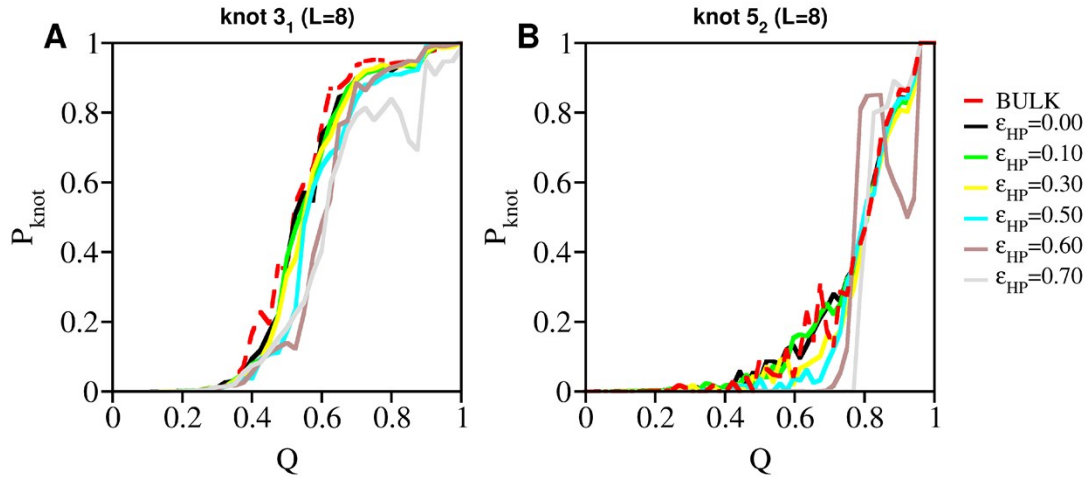 knot 3₁ (L=8)
knot 5₂ (L=8)
A
B
1
0.8
0.6
0.4
0.2
0
P_knot
0
0.2
0.4
0.6
0.8
1
Q
1
0.8
0.6
0.4
0.2
0
P_knot
0
0.2
0.4
0.6
0.8
1
Q
BULK
ε_HP=0.00
ε_HP=0.10
ε_HP=0.30
ε_HP=0.50
ε_HP=0.60
ε_HP=0.70